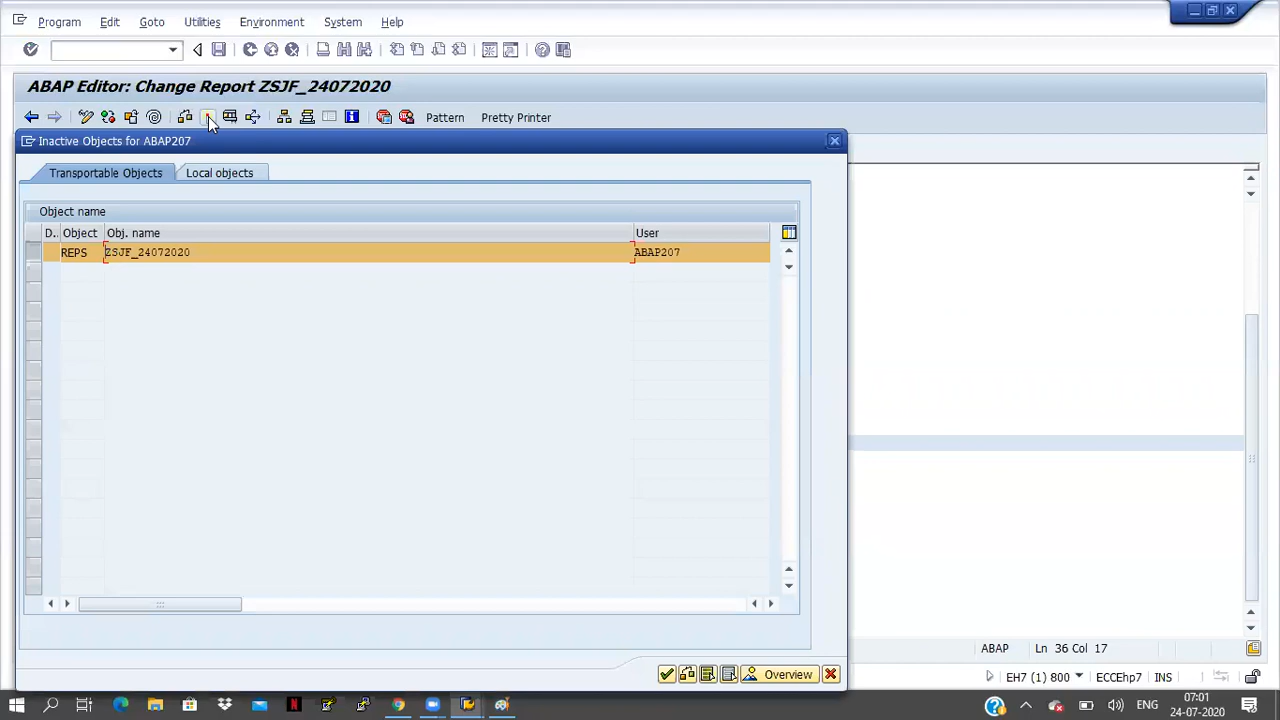 Program Edit Goto Utilities Environment System Help
ABAP Editor: Change Report ZSJF_24072020
Pattern Pretty Printer
Inactive Objects for ABAP207
Transportable Objects Local objects
Object name
D.. Object Obj. name User
REPS ZSJF_24072020 ABAP207
Overview
ABAP Ln 36 Col 17
EH7 (1) 800 ECCEhp7 INS
ENG 07:01
24-07-2020